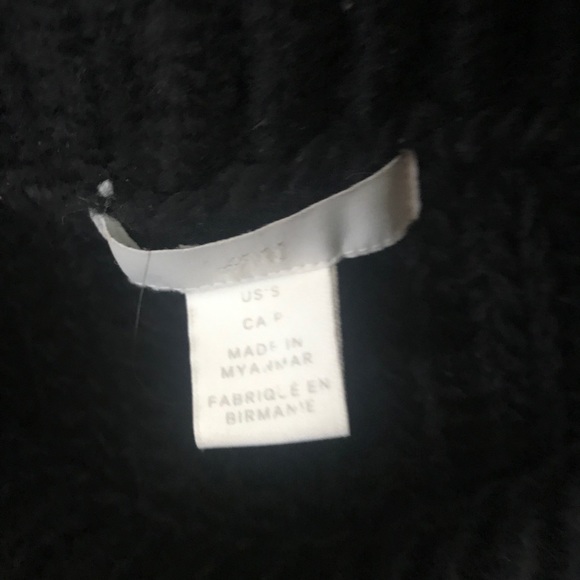 US S
CA P
MADE IN
MYANMAR
FABRIQUÉ EN
BIRMANIE